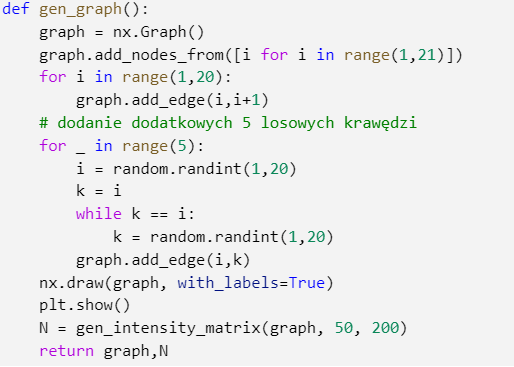 def gen_graph():
    graph = nx.Graph()
    graph.add_nodes_from([i for i in range(1,21)])
    for i in range(1,20):
        graph.add_edge(i,i+1)
    # dodanie dodatkowych 5 losowych krawędzi
    for _ in range(5):
        i = random.randint(1,20)
        k = i
        while k == i:
            k = random.randint(1,20)
        graph.add_edge(i,k)
    nx.draw(graph, with_labels=True)
    plt.show()
    N = gen_intensity_matrix(graph, 50, 200)
    return graph,N